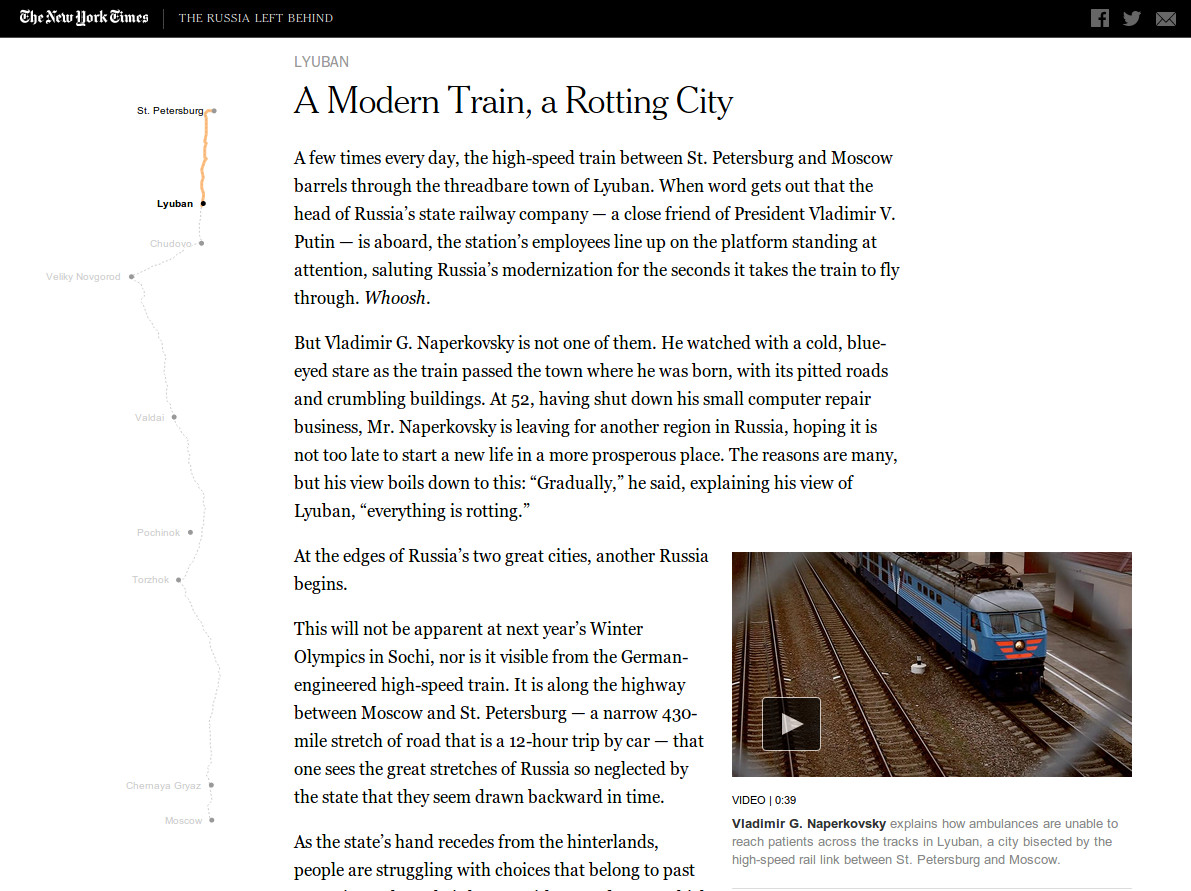 The New York Times
THE RUSSIA LEFT BEHIND
LYUBAN
A Modern Train, a Rotting City
St. Petersburg
Lyuban
Chudovo
Veliky Novgorod
Valdai
Pochinok
Torzhok
Chernaya Gryaz
Moscow
A few times every day, the high-speed train between St. Petersburg and Moscow
barrels through the threadbare town of Lyuban. When word gets out that the
head of Russia’s state railway company — a close friend of President Vladimir V.
Putin — is aboard, the station’s employees line up on the platform standing at
attention, saluting Russia’s modernization for the seconds it takes the train to fly
through. Whoosh.
But Vladimir G. Naperkovsky is not one of them. He watched with a cold, blue-
eyed stare as the train passed the town where he was born, with its pitted roads
and crumbling buildings. At 52, having shut down his small computer repair
business, Mr. Naperkovsky is leaving for another region in Russia, hoping it is
not too late to start a new life in a more prosperous place. The reasons are many,
but his view boils down to this: “Gradually,” he said, explaining his view of
Lyuban, “everything is rotting.”
At the edges of Russia’s two great cities, another Russia
begins.
This will not be apparent at next year’s Winter
Olympics in Sochi, nor is it visible from the German-
engineered high-speed train. It is along the highway
between Moscow and St. Petersburg — a narrow 430-
mile stretch of road that is a 12-hour trip by car — that
one sees the great stretches of Russia so neglected by
the state that they seem drawn backward in time.
As the state’s hand recedes from the hinterlands,
people are struggling with choices that belong to past
VIDEO | 0:39
Vladimir G. Naperkovsky explains how ambulances are unable to
reach patients across the tracks in Lyuban, a city bisected by the
high-speed rail link between St. Petersburg and Moscow.